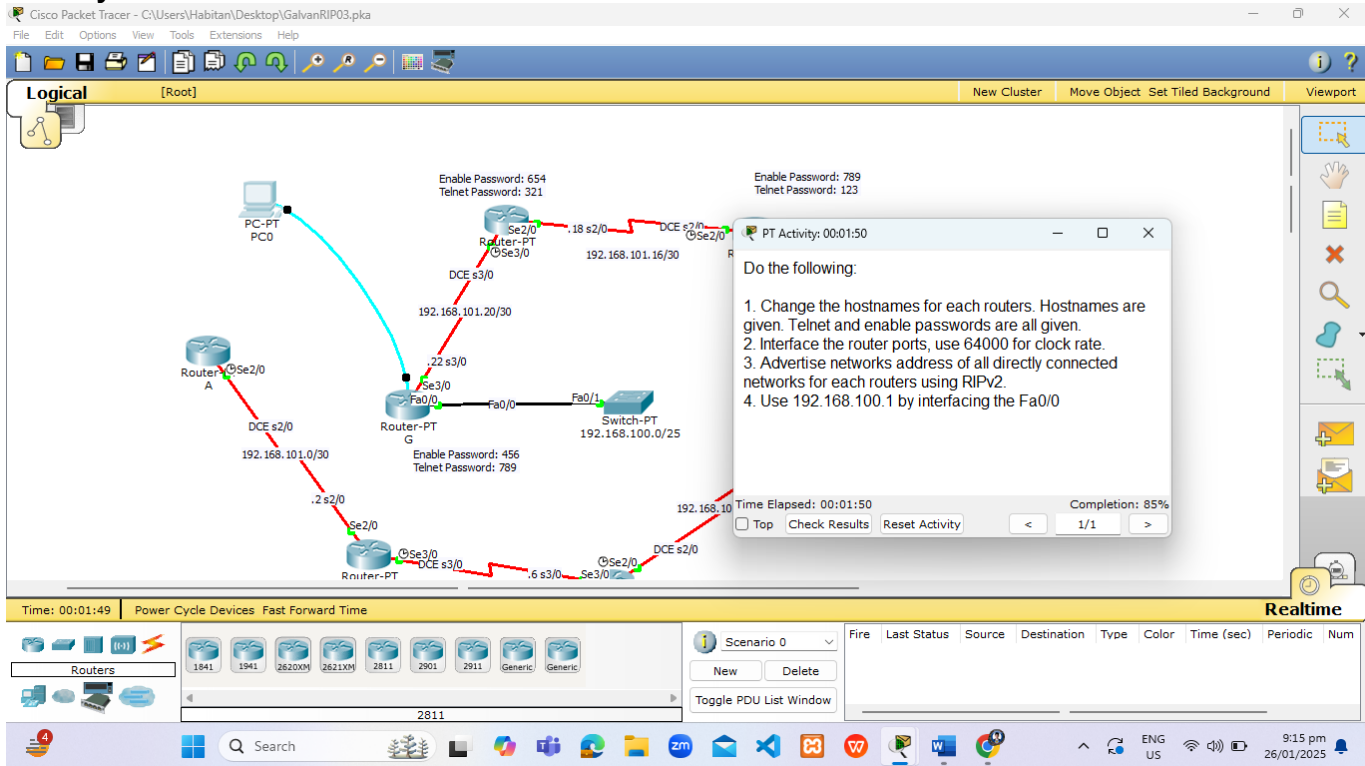 Cisco Packet Tracer - C:\Users\Habitan\Desktop\GalvanRIP03.pka
File Edit Options View Tools Extensions Help
Logical [Root] New Cluster Move Object Set Tiled Background Viewport
Enable Password: 654
Telnet Password: 321
Enable Password: 789
Telnet Password: 123
PC-PT
PC0
Se2/0
.18 s2/0
DCE s2/0
Se2/0
Router-PT
Se3/0
192.168.101.16/30
DCE s3/0
192.168.101.20/30
.22 s3/0
Se3/0
Router
A
Se2/0
Fa0/0
Fa0/0
Fa0/1
Router-PT
G
Switch-PT
192.168.100.0/25
Enable Password: 456
Telnet Password: 789
DCE s2/0
192.168.101.0/30
.2 s2/0
Se2/0
Se3/0
DCE s3/0
.6 s3/0
Se3/0
Se2/0
DCE s2/0
192.168.10
Router-PT
R
PT Activity: 00:01:50
Do the following:
1. Change the hostnames for each routers. Hostnames are
given. Telnet and enable passwords are all given.
2. Interface the router ports, use 64000 for clock rate.
3. Advertise networks address of all directly connected
networks for each routers using RIPv2.
4. Use 192.168.100.1 by interfacing the Fa0/0
Time Elapsed: 00:01:50 Completion: 85%
Top Check Results Reset Activity < 1/1 >
Time: 00:01:49 Power Cycle Devices Fast Forward Time Realtime
Routers
1841 1941 2620XM 2621XM 2811 2901 2911 Generic Generic
2811
Scenario 0
New Delete
Toggle PDU List Window
Fire Last Status Source Destination Type Color Time (sec) Periodic Num
4
Search
zm
ENG
US
9:15 pm
26/01/2025